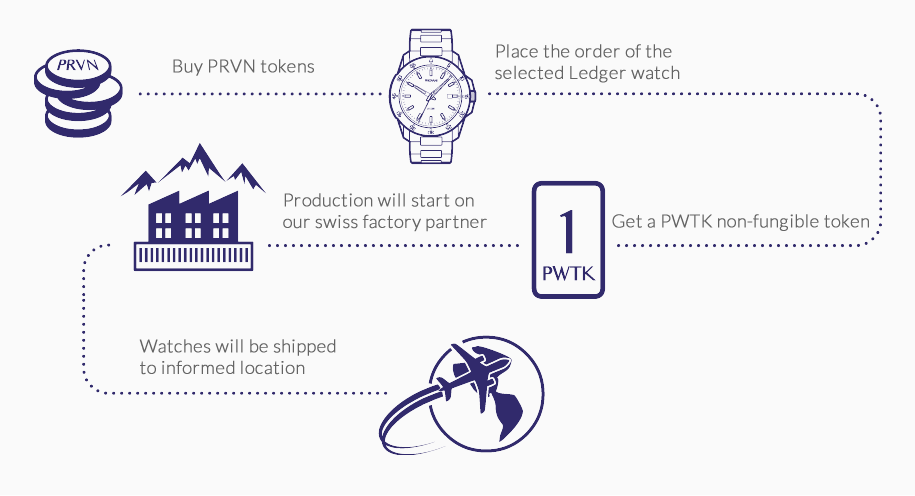 PRVN
Buy PRVN tokens
Place the order of the
selected Ledger watch
Get a PWTK non-fungible token
1
PWTK
Production will start on
our swiss factory partner
Watches will be shipped
to informed location